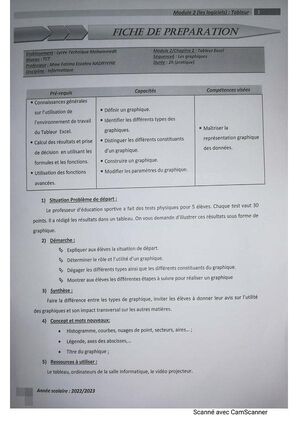 Module 2 (les logiciels) : Tableur
FICHE DE PREPARATION
Etablissement : Lycée Technique Mohammedia
Niveau : TCT
Professeur : Mme Fatima Ezzahra
Discipline : Informatique
Module 2/Chapitre 1 : Tableur Excel
Séquence3 : Les graphiques
Durée : 2h (pratique)
Pré-requis
• Connaissances générales
sur l'utilisation de
l'environnement de travail
du Tableur Excel.
• Calcul des résultats et prise
de décision en utilisant les
formules et les fonctions.
• Utilisation des fonctions
avancées.
Capacités
• Définir un graphique.
• Identifier les différents types des
graphiques.
• Distinguer les différents constituants
d'un graphique.
• Construire un graphique.
• Modifier les paramètres du graphique.
Compétences visées
• Maîtriser la
représentation graphique
des données.
1) Situation Problème de départ :
Le professeur d'éducation sportive a fait des tests physiques pour 5 élèves. Chaque test vaut 30
points. Il a rédigé les résultats dans un tableau. On vous demande d'illustrer ces résultats sous forme de
graphique.
2) Démarche :
Expliquer aux élèves la situation de départ.
Déterminer le rôle et l'utilité d'un graphique.
Dégager les différents types ainsi que les différents constituants du graphique
Montrer aux élèves les différentes étapes à suivre pour réaliser un graphique
3) Synthèse :
Faire la différence entre les types de graphique, inviter les élèves à donner leur avis sur l'utilité
des graphiques et son impact transversal sur les autres matières.
4) Concept et mots nouveaux:
• Histogramme, courbes, nuages de point, secteurs, aires... ;
• Légende, axes des abscisses,...
• Titre du graphique ;
5) Ressources à utiliser :
Le tableau, ordinateurs de la salle informatique, le vidéo projecteur.
Année scolaire : 2022/2023
Scanné avec CamScanner